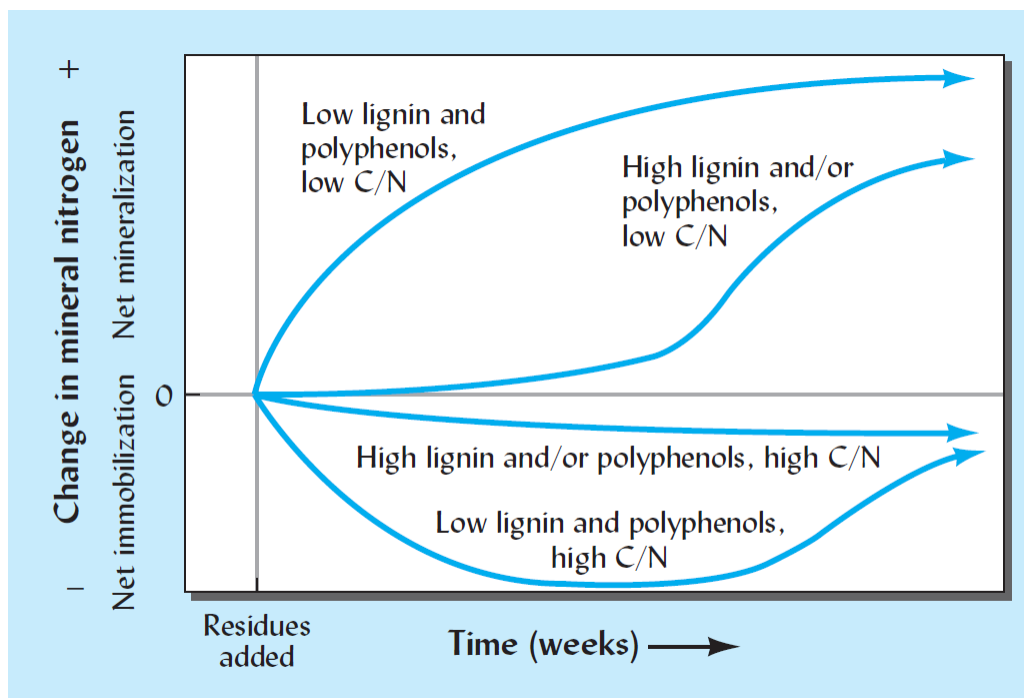 +
Change in mineral nitrogen
Net mineralization
Net immobilization
0
−
Low lignin and
polyphenols,
low C/N
High lignin and/or
polyphenols,
low C/N
High lignin and/or polyphenols, high C/N
Low lignin and polyphenols,
high C/N
Residues
added
Time (weeks)